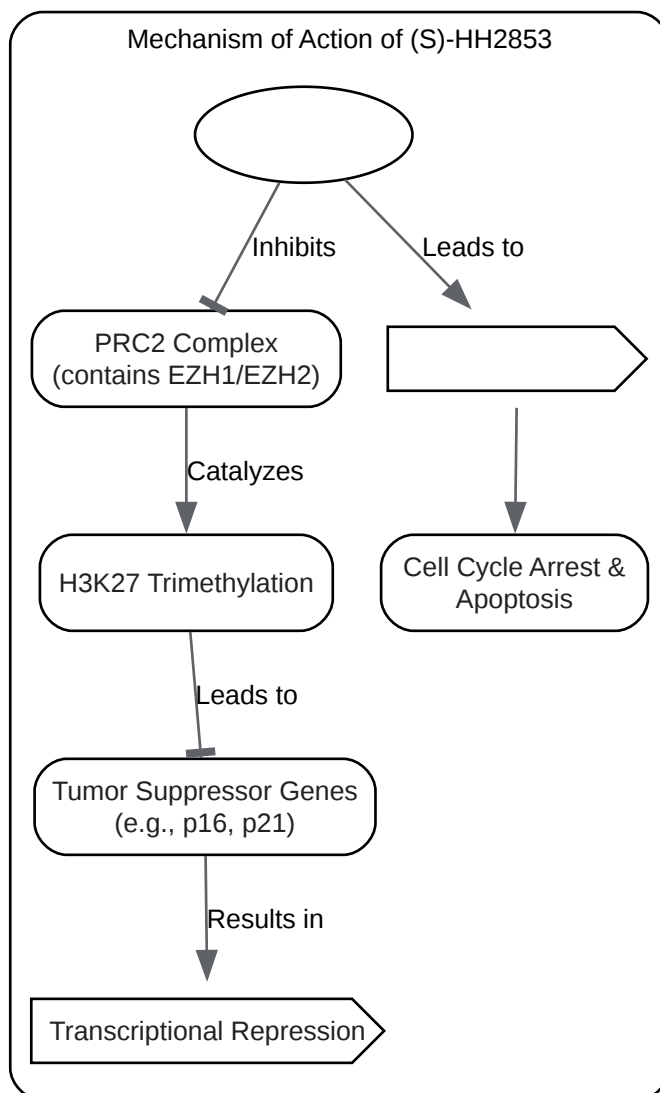 Mechanism of Action of (S)-HH2853
Inhibits
Leads to
PRC2 Complex
(contains EZH1/EZH2)
Catalyzes
H3K27 Trimethylation
Cell Cycle Arrest &
Apoptosis
Leads to
Tumor Suppressor Genes
(e.g., p16, p21)
Results in
Transcriptional Repression